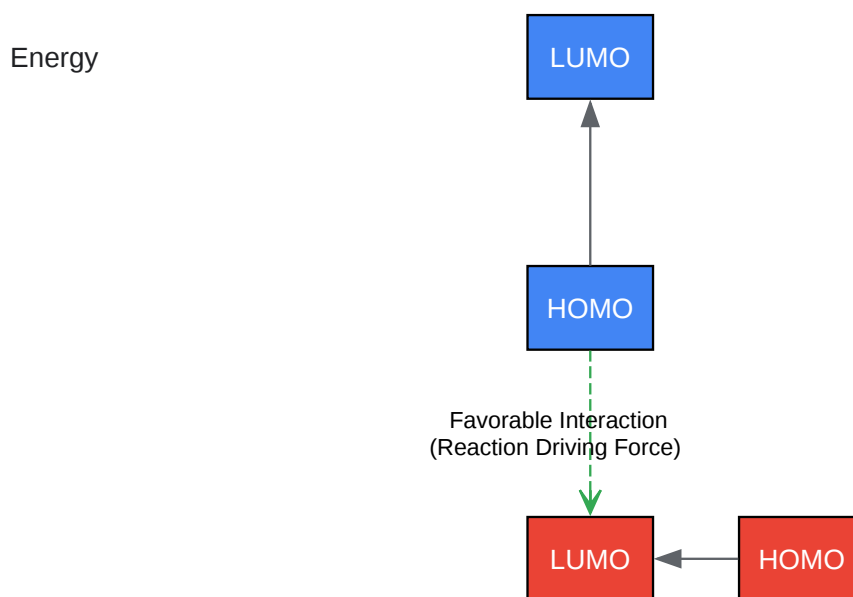 Energy
LUMO
HOMO
Favorable Interaction
(Reaction Driving Force)
LUMO
HOMO